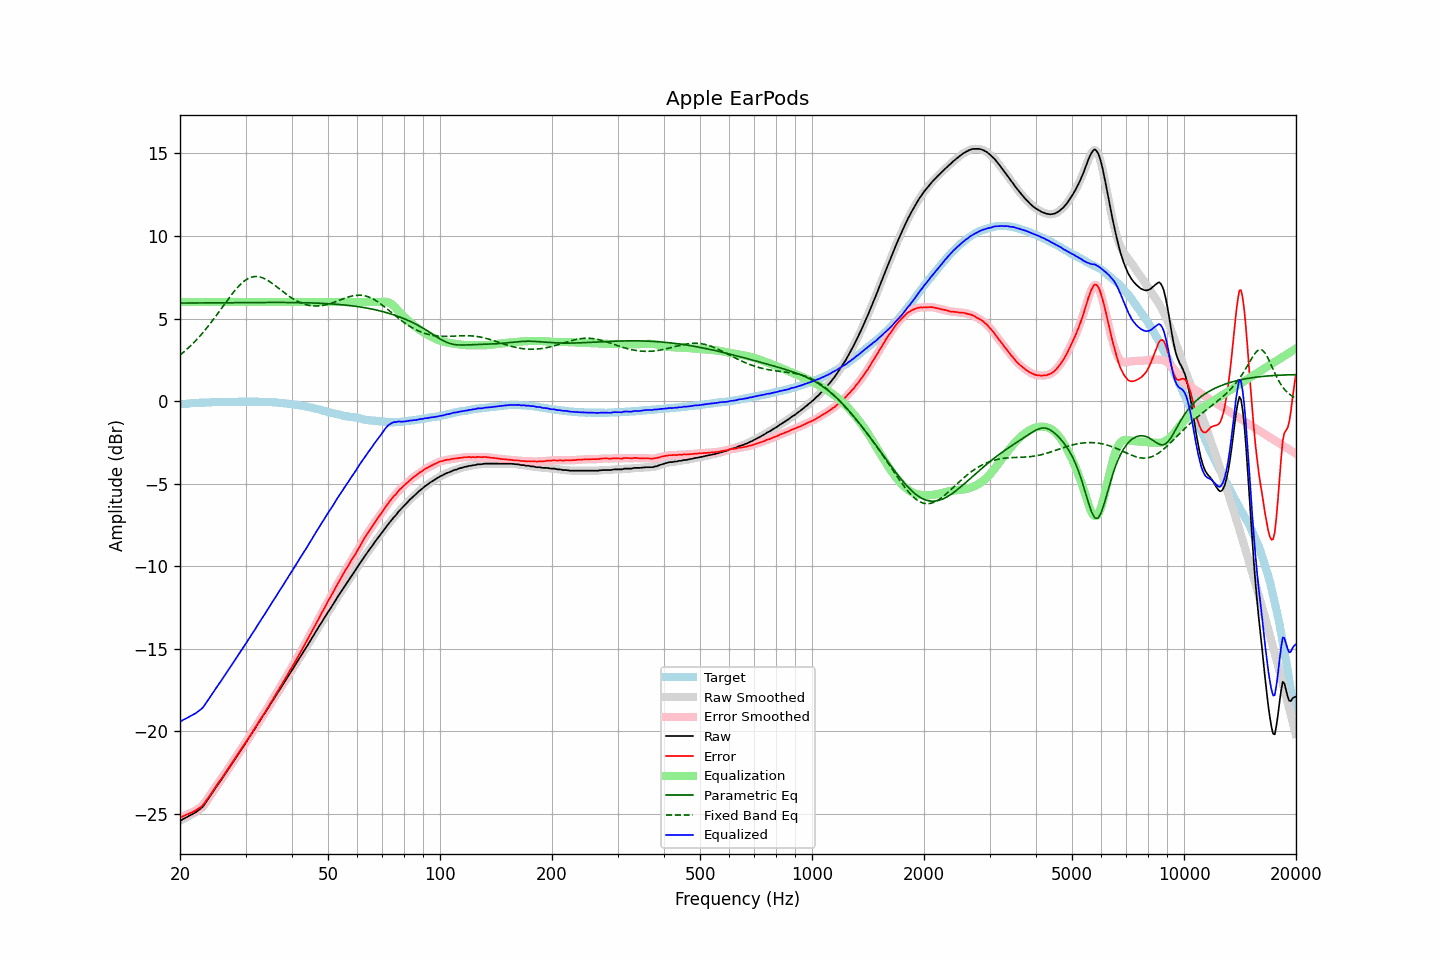 Apple EarPods
Amplitude (dBr)
15
10
5
0
−5
−10
−15
−20
−25
Target
Raw Smoothed
Error Smoothed
Raw
Error
Equalization
Parametric Eq
Fixed Band Eq
Equalized
20 50 100 200 500 1000 2000 5000 10000 20000
Frequency (Hz)